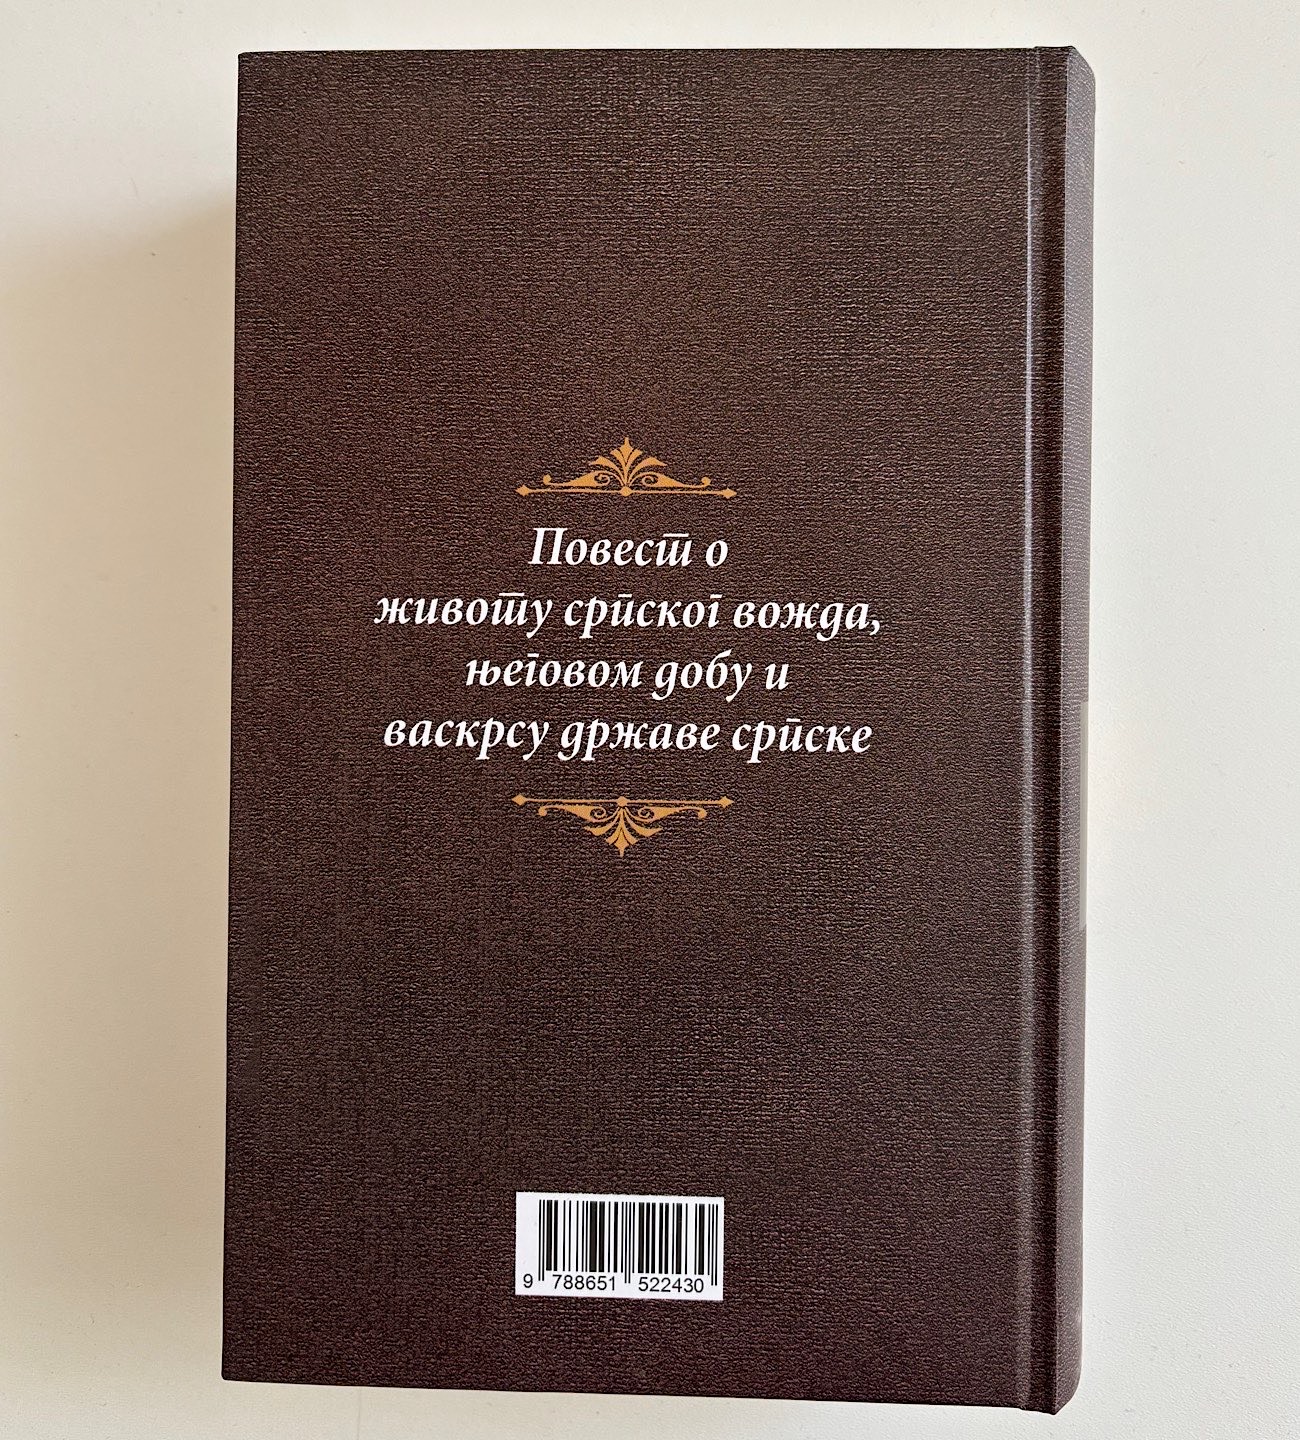 Повест о
животу српског вожда,
његовом добу и
васкрсу државе српске
9 788651 522430